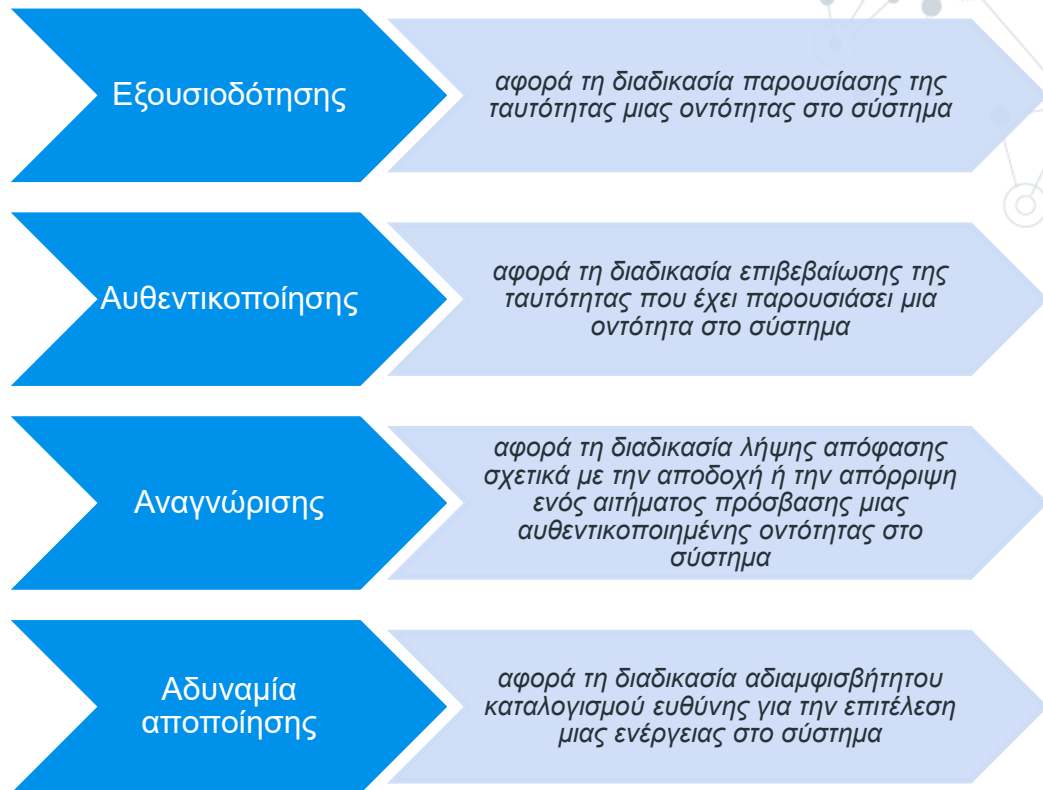 Εξουσιοδότησης
αφορά τη διαδικασία παρουσίασης της
ταυτότητας μιας οντότητας στο σύστημα
Αυθεντικοποίησης
αφορά τη διαδικασία επιβεβαίωσης της
ταυτότητας που έχει παρουσιάσει μια
οντότητα στο σύστημα
Αναγνώρισης
αφορά τη διαδικασία λήψης απόφασης
σχετικά με την αποδοχή ή την απόρριψη
ενός αιτήματος πρόσβασης μιας
αυθεντικοποιημένης οντότητας στο
σύστημα
Αδυναμία
αποποίησης
αφορά τη διαδικασία αδιαμφισβήτητου
καταλογισμού ευθύνης για την επιτέλεση
μιας ενέργειας στο σύστημα